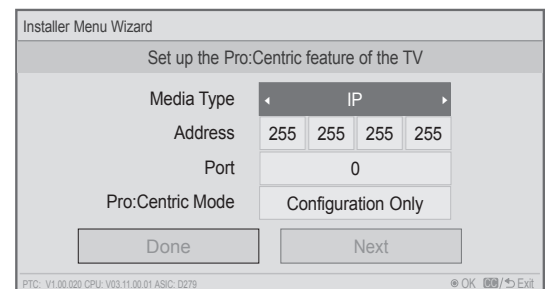 Installer Menu Wizard
Set up the Pro:Centric feature of the TV
Media Type IP
Address 255 255 255 255
Port 0
Pro:Centric Mode Configuration Only
Done Next
PTC: V1.00.020 CPU: V03.11.00.01 ASIC: D279 OK CC/ Exit